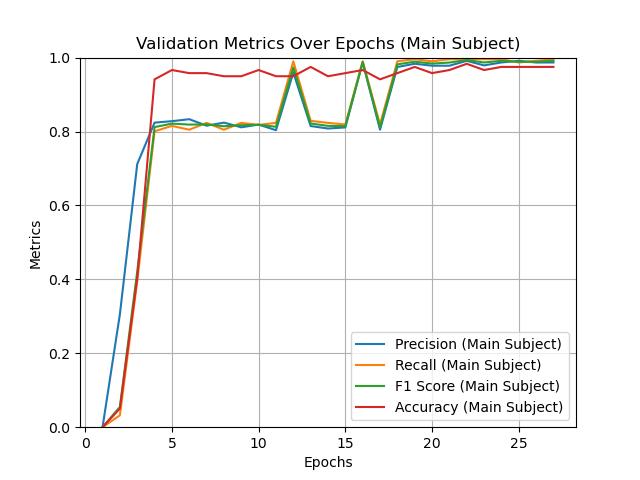 Validation Metrics Over Epochs (Main Subject)
1.0
0.8
0.6
0.4
0.2
0.0
Metrics
Precision (Main Subject)
Recall (Main Subject)
F1 Score (Main Subject)
Accuracy (Main Subject)
0 5 10 15 20 25
Epochs